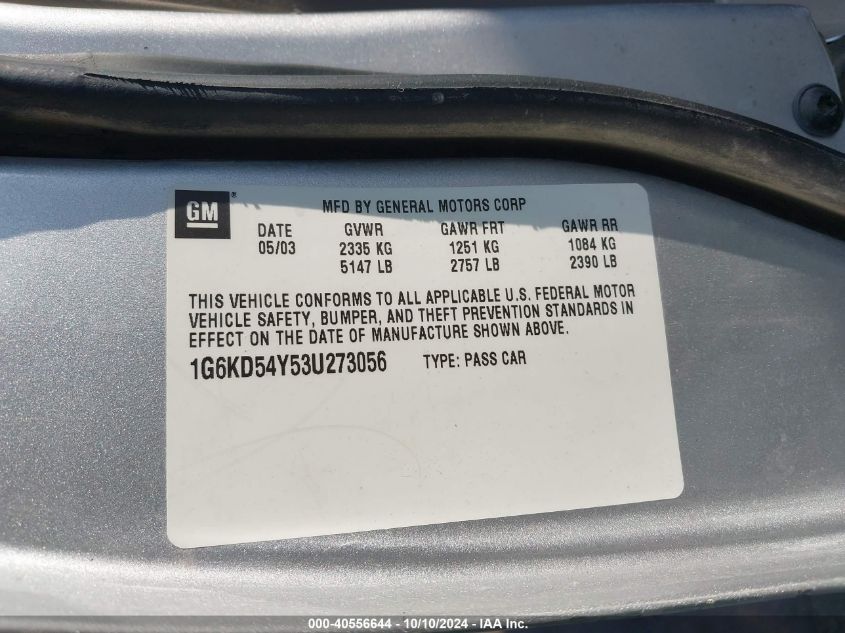 GM® MFD BY GENERAL MOTORS CORP
DATE GVWR GAWR FRT GAWR RR
05/03 2335 KG 1251 KG 1084 KG
5147 LB 2757 LB 2390 LB
THIS VEHICLE CONFORMS TO ALL APPLICABLE U.S. FEDERAL MOTOR
VEHICLE SAFETY, BUMPER, AND THEFT PREVENTION STANDARDS IN
EFFECT ON THE DATE OF MANUFACTURE SHOWN ABOVE.
1G6KD54Y53U273056 TYPE: PASS CAR
000-40556644 - 10/10/2024 - IAA Inc.